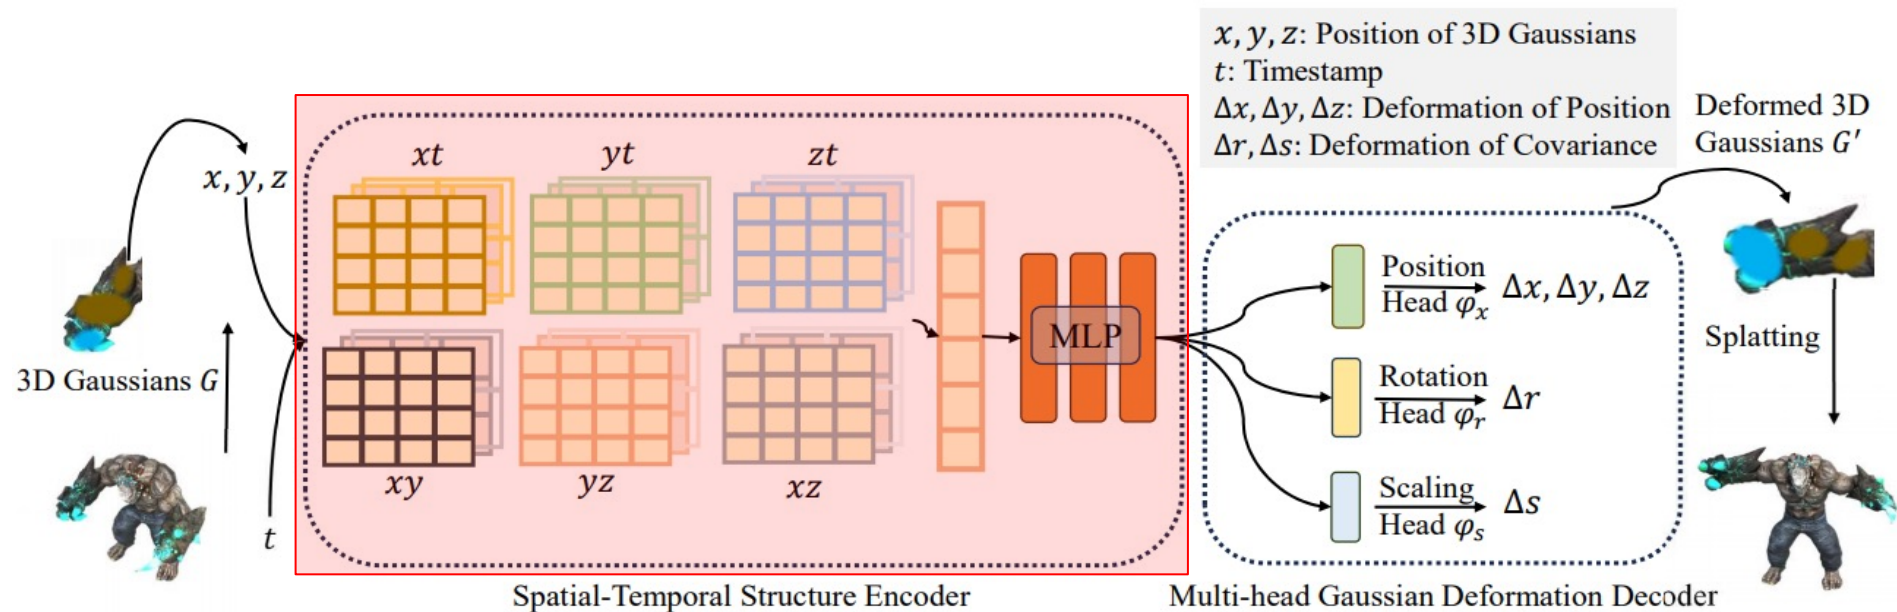 x, y, z: Position of 3D Gaussians
t: Timestamp
Δx, Δy, Δz: Deformation of Position
Δr, Δs: Deformation of Covariance
Deformed 3D
Gaussians G′
x, y, z
3D Gaussians G
t
xt
yt
zt
xy
yz
xz
MLP
Position
Head φx
Δx, Δy, Δz
Rotation
Head φr
Δr
Scaling
Head φs
Δs
Splatting
Spatial-Temporal Structure Encoder
Multi-head Gaussian Deformation Decoder